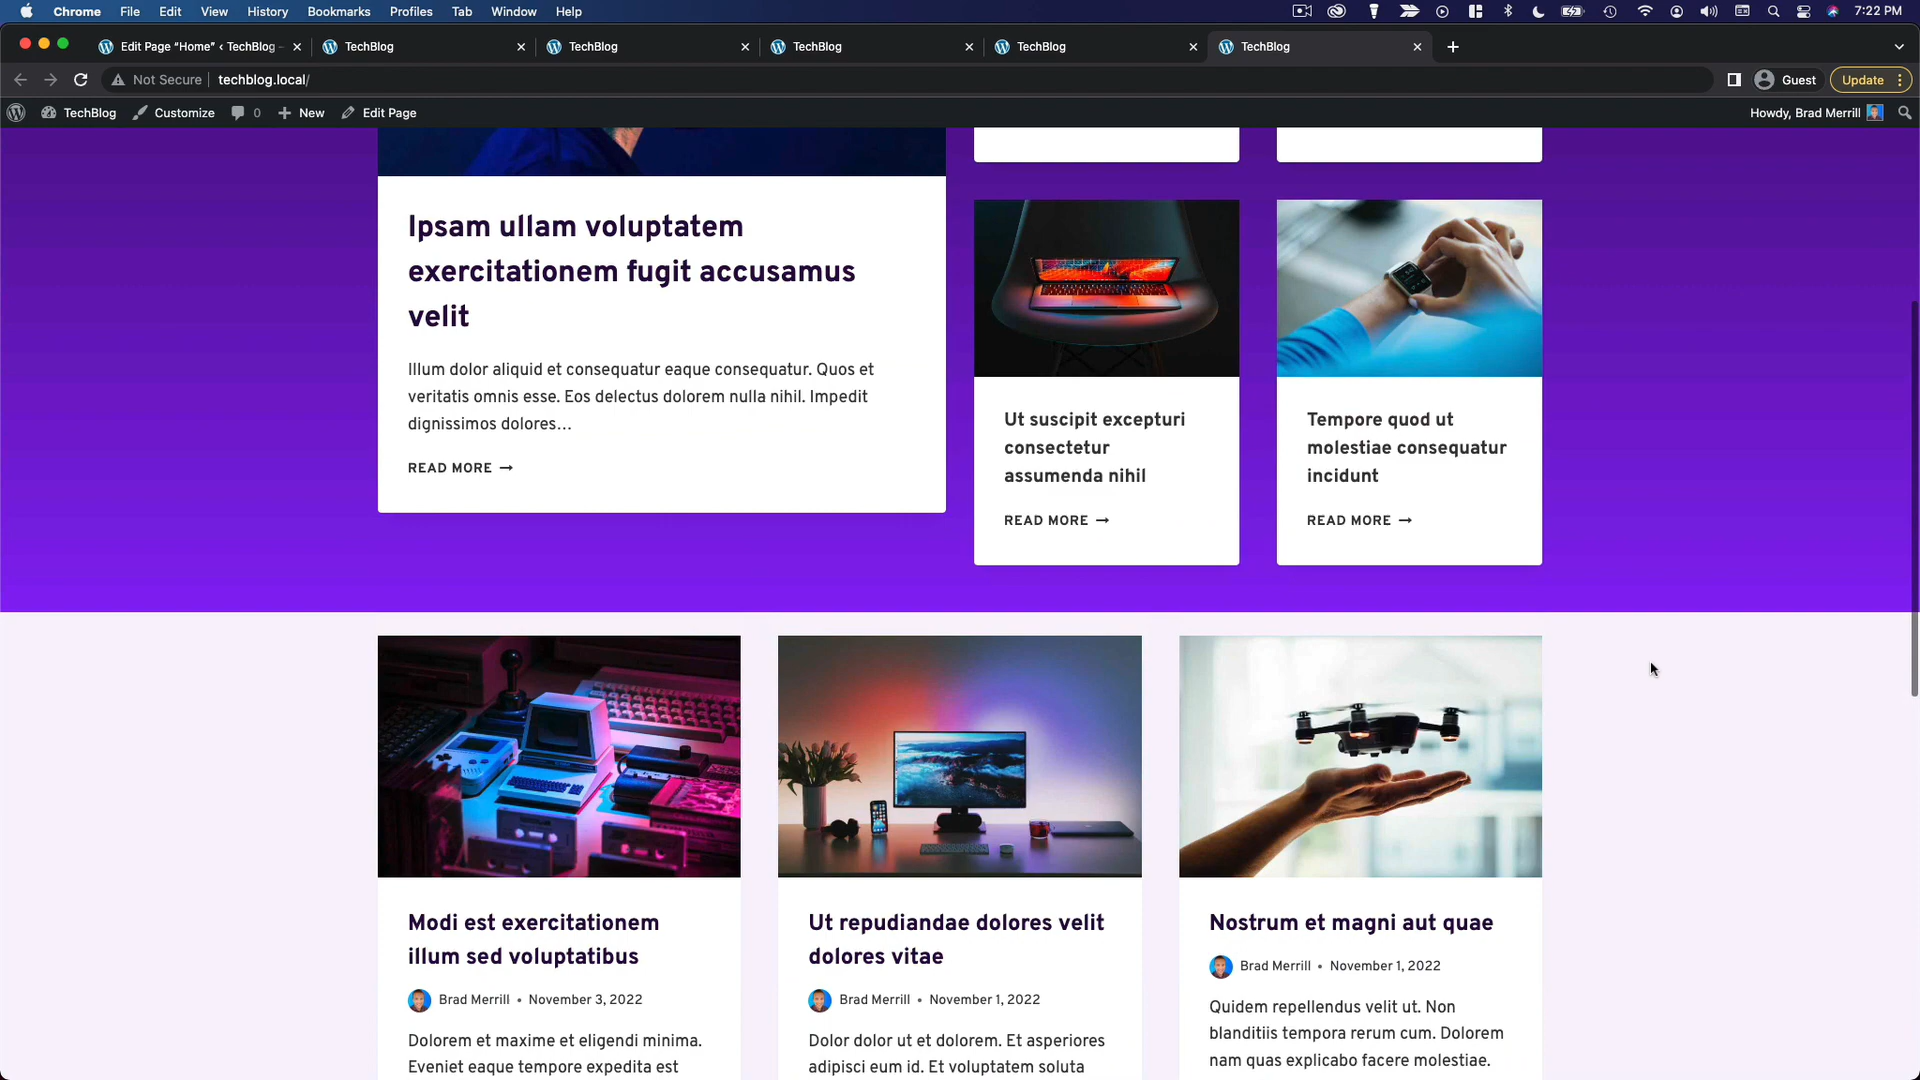 Chrome File Edit View History Bookmarks Profiles Tab Window Help
7:22 PM
Edit Page “Home” ‹ TechBlog –
TechBlog
TechBlog
TechBlog
TechBlog
TechBlog
Not Secure techblog.local/
Guest
Update
TechBlog
Customize
0
New
Edit Page
Howdy, Brad Merrill
Ipsam ullam voluptatem
exercitationem fugit accusamus
velit
Illum dolor aliquid et consequatur eaque consequatur. Quos et
veritatis omnis esse. Eos delectus dolorem nulla nihil. Impedit
dignissimos dolores…
READ MORE →
Ut suscipit excepturi
consectetur
assumenda nihil
READ MORE →
Tempore quod ut
molestiae consequatur
incidunt
READ MORE →
Modi est exercitationem
illum sed voluptatibus
Brad Merrill • November 3, 2022
Dolorem et maxime et eligendi minima.
Eveniet eaque tempore expedita est
Ut repudiandae dolores velit
dolores vitae
Brad Merrill • November 1, 2022
Dolor dolor ut et dolorem. Et asperiores
adipisci eum id. Et voluptatem soluta
Nostrum et magni aut quae
Brad Merrill • November 1, 2022
Quidem repellendus velit ut. Non
blanditiis tempora rerum cum. Dolorem
nam quas explicabo facere molestiae.